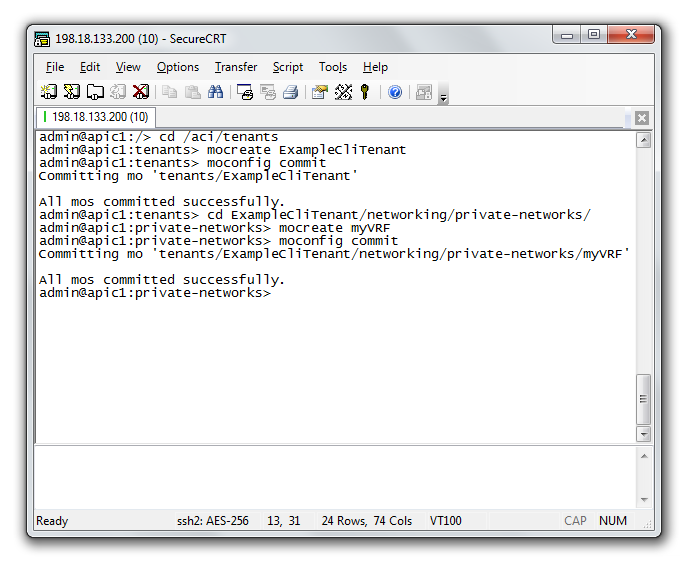 198.18.133.200 (10) - SecureCRT
File Edit View Options Transfer Script Tools Help
198.18.133.200 (10)
admin@apic1:/> cd /aci/tenants
admin@apic1:tenants> mocreate ExampleCliTenant
admin@apic1:tenants> moconfig commit
Committing mo 'tenants/ExampleCliTenant'
All mos committed successfully.
admin@apic1:tenants> cd ExampleCliTenant/networking/private-networks/
admin@apic1:private-networks> mocreate myVRF
admin@apic1:private-networks> moconfig commit
Committing mo 'tenants/ExampleCliTenant/networking/private-networks/myVRF'
All mos committed successfully.
admin@apic1:private-networks>
Ready ssh2: AES-256 13, 31 24 Rows, 74 Cols VT100 CAP NUM